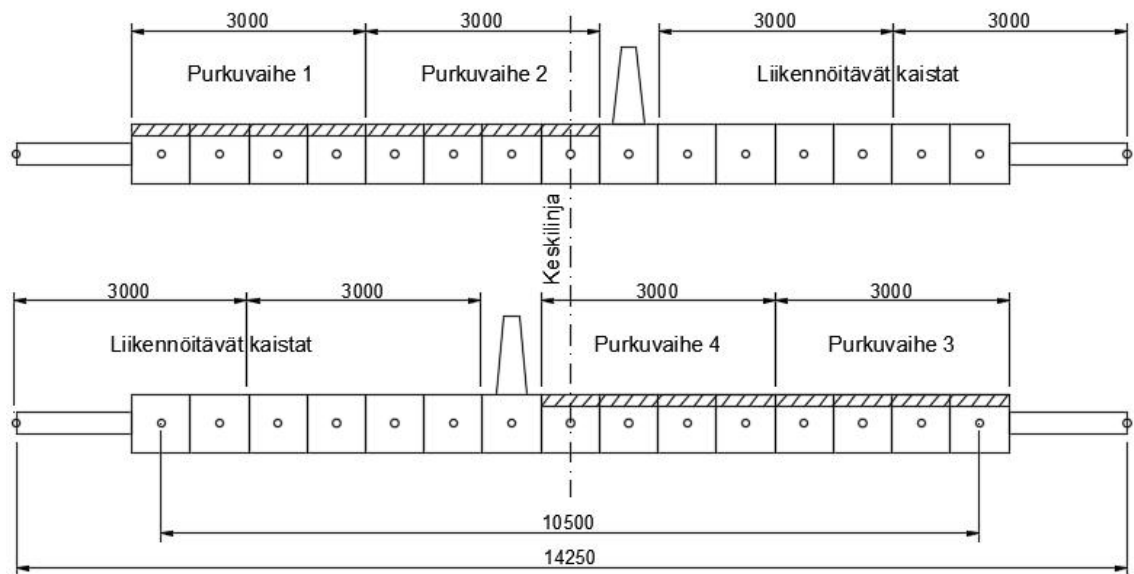 3000 3000 3000 3000
Purkuvaihe 1 Purkuvaihe 2 Liikennöitävät kaistat
Keskilinja
3000 3000 3000 3000
Liikennöitävät kaistat Purkuvaihe 4 Purkuvaihe 3
10500
14250